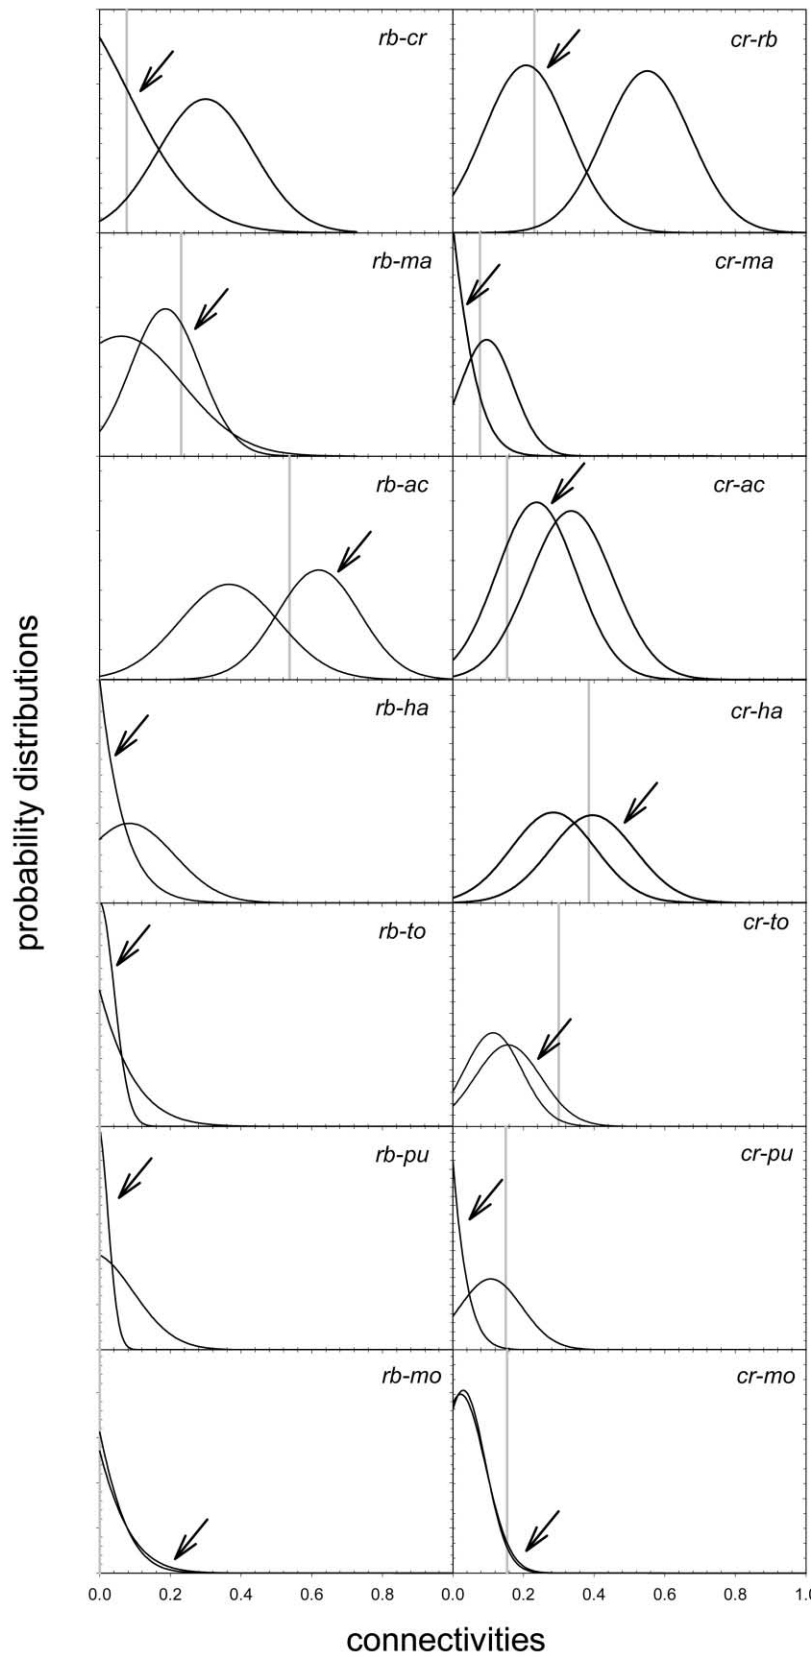 rb-cr
cr-rb
rb-ma
cr-ma
rb-ac
cr-ac
rb-ha
cr-ha
rb-to
cr-to
rb-pu
cr-pu
rb-mo
cr-mo
probability distributions
0.0 0.2 0.4 0.6 0.8 0.0 0.2 0.4 0.6 0.8 1.0
connectivities